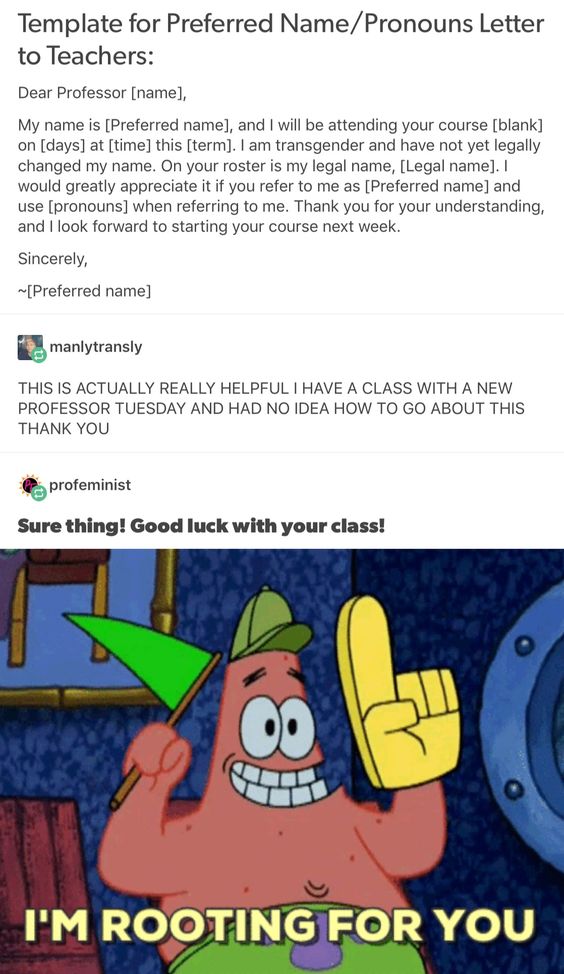 Template for Preferred Name/Pronouns Letter
to Teachers:
Dear Professor [name],
My name is [Preferred name], and I will be attending your course [blank]
on [days] at [time] this [term]. I am transgender and have not yet legally
changed my name. On your roster is my legal name, [Legal name]. I
would greatly appreciate it if you refer to me as [Preferred name] and
use [pronouns] when referring to me. Thank you for your understanding,
and I look forward to starting your course next week.
Sincerely,
~[Preferred name]
manlytransly
THIS IS ACTUALLY REALLY HELPFUL I HAVE A CLASS WITH A NEW
PROFESSOR TUESDAY AND HAD NO IDEA HOW TO GO ABOUT THIS
THANK YOU
profeminist
Sure thing! Good luck with your class!
I'M ROOTING FOR YOU